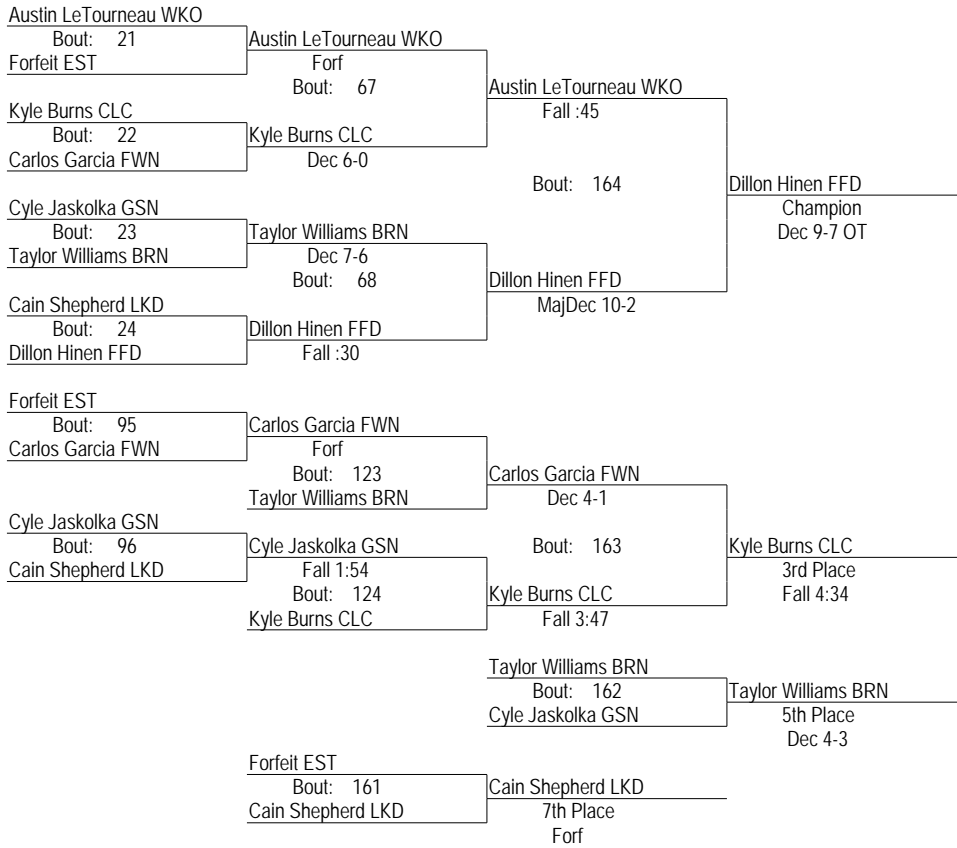 Austin LeTourneau WKO
Bout: 21
Forfeit EST
Austin LeTourneau WKO
Forf
Bout: 67
Kyle Burns CLC
Bout: 22
Carlos Garcia FWN
Kyle Burns CLC
Dec 6-0
Austin LeTourneau WKO
Fall :45
Bout: 164
Cyle Jaskolka GSN
Bout: 23
Taylor Williams BRN
Taylor Williams BRN
Dec 7-6
Bout: 68
Cain Shepherd LKD
Bout: 24
Dillon Hinen FFD
Dillon Hinen FFD
Fall :30
Dillon Hinen FFD
MajDec 10-2
Dillon Hinen FFD
Champion
Dec 9-7 OT
Forfeit EST
Bout: 95
Carlos Garcia FWN
Carlos Garcia FWN
Forf
Bout: 123
Taylor Williams BRN
Carlos Garcia FWN
Dec 4-1
Cyle Jaskolka GSN
Bout: 96
Cain Shepherd LKD
Cyle Jaskolka GSN
Fall 1:54
Bout: 124
Kyle Burns CLC
Bout: 163
Kyle Burns CLC
Fall 3:47
Kyle Burns CLC
3rd Place
Fall 4:34
Taylor Williams BRN
Bout: 162
Cyle Jaskolka GSN
Taylor Williams BRN
5th Place
Dec 4-3
Forfeit EST
Bout: 161
Cain Shepherd LKD
Cain Shepherd LKD
7th Place
Forf